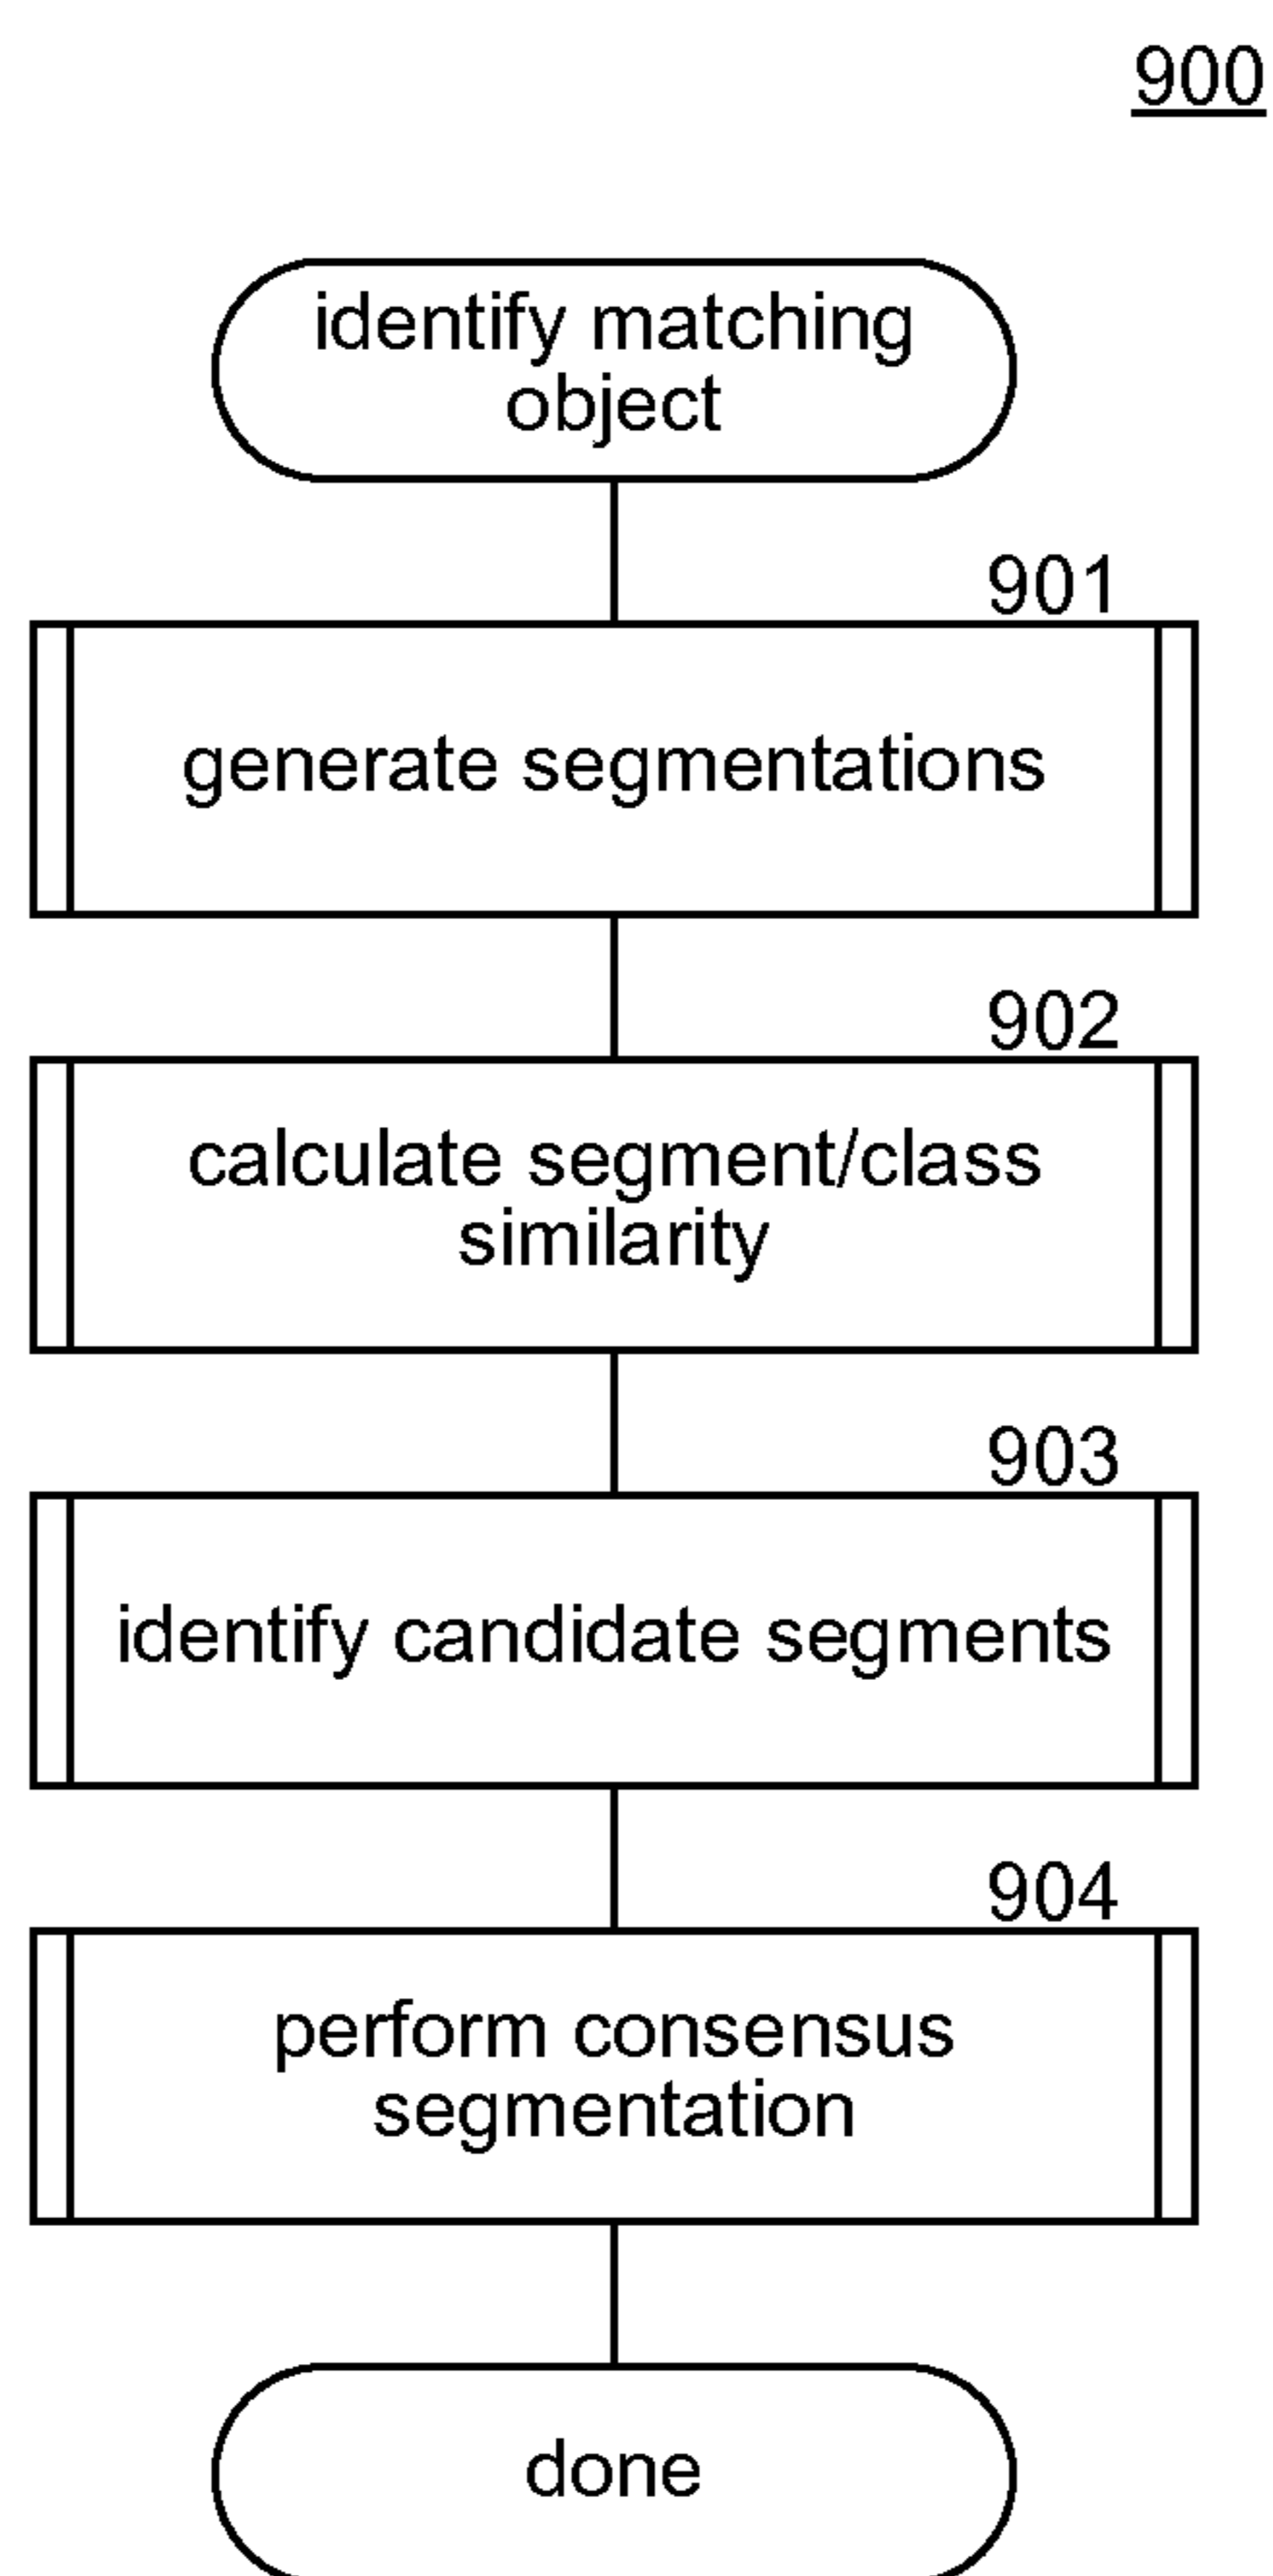 900
identify matching
object
901
generate segmentations
902
calculate segment/class
similarity
903
identify candidate segments
904
perform consensus
segmentation
done